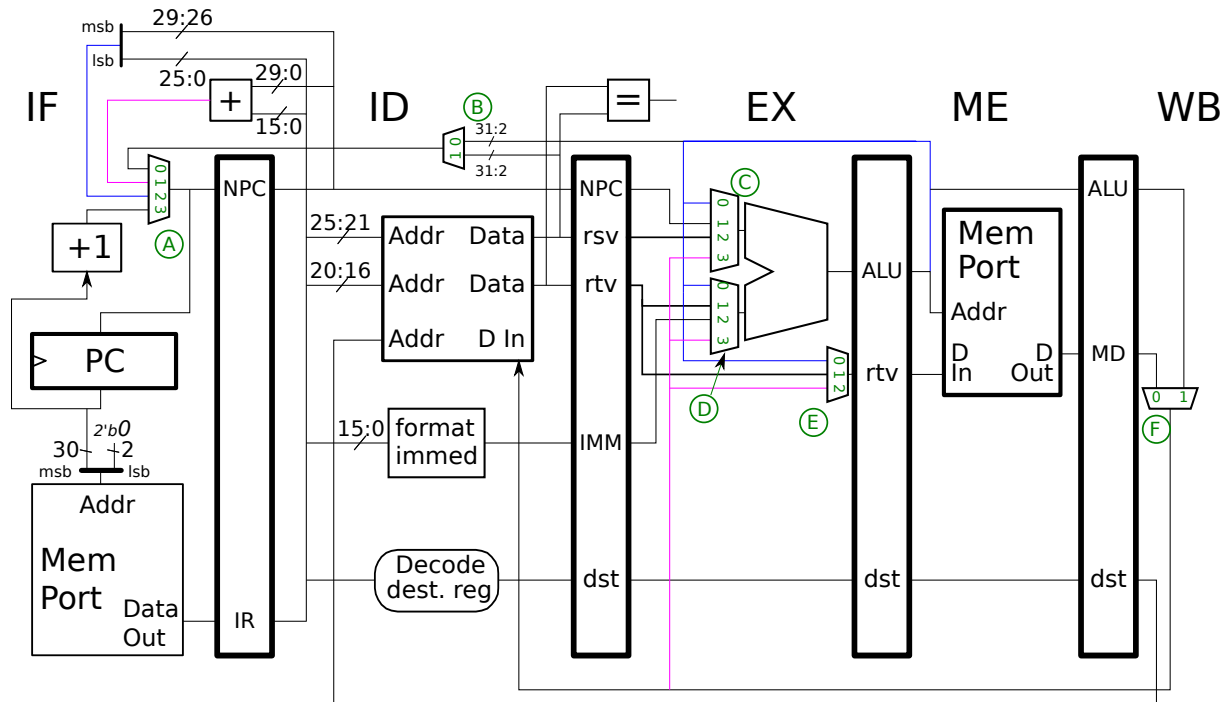 29:26
msb
lsb
25:0
29:0
+
15:0
IF
ID
EX
ME
WB
B
=
31:2
0
1
31:2
0
1
2
3
A
+1
NPC
NPC
ALU
C
0
1
2
3
25:21
Addr
Data
rsv
20:16
Addr
Data
rtv
ALU
Mem
Port
Addr
0
1
2
3
Addr
D In
PC
D
In
D
Out
MD
rtv
0
1
2
0
1
D
E
F
2'b0
30
2
msb
lsb
15:0
format
immed
IMM
Addr
Mem
Port
Data
Out
IR
Decode
dest. reg
dst
dst
dst